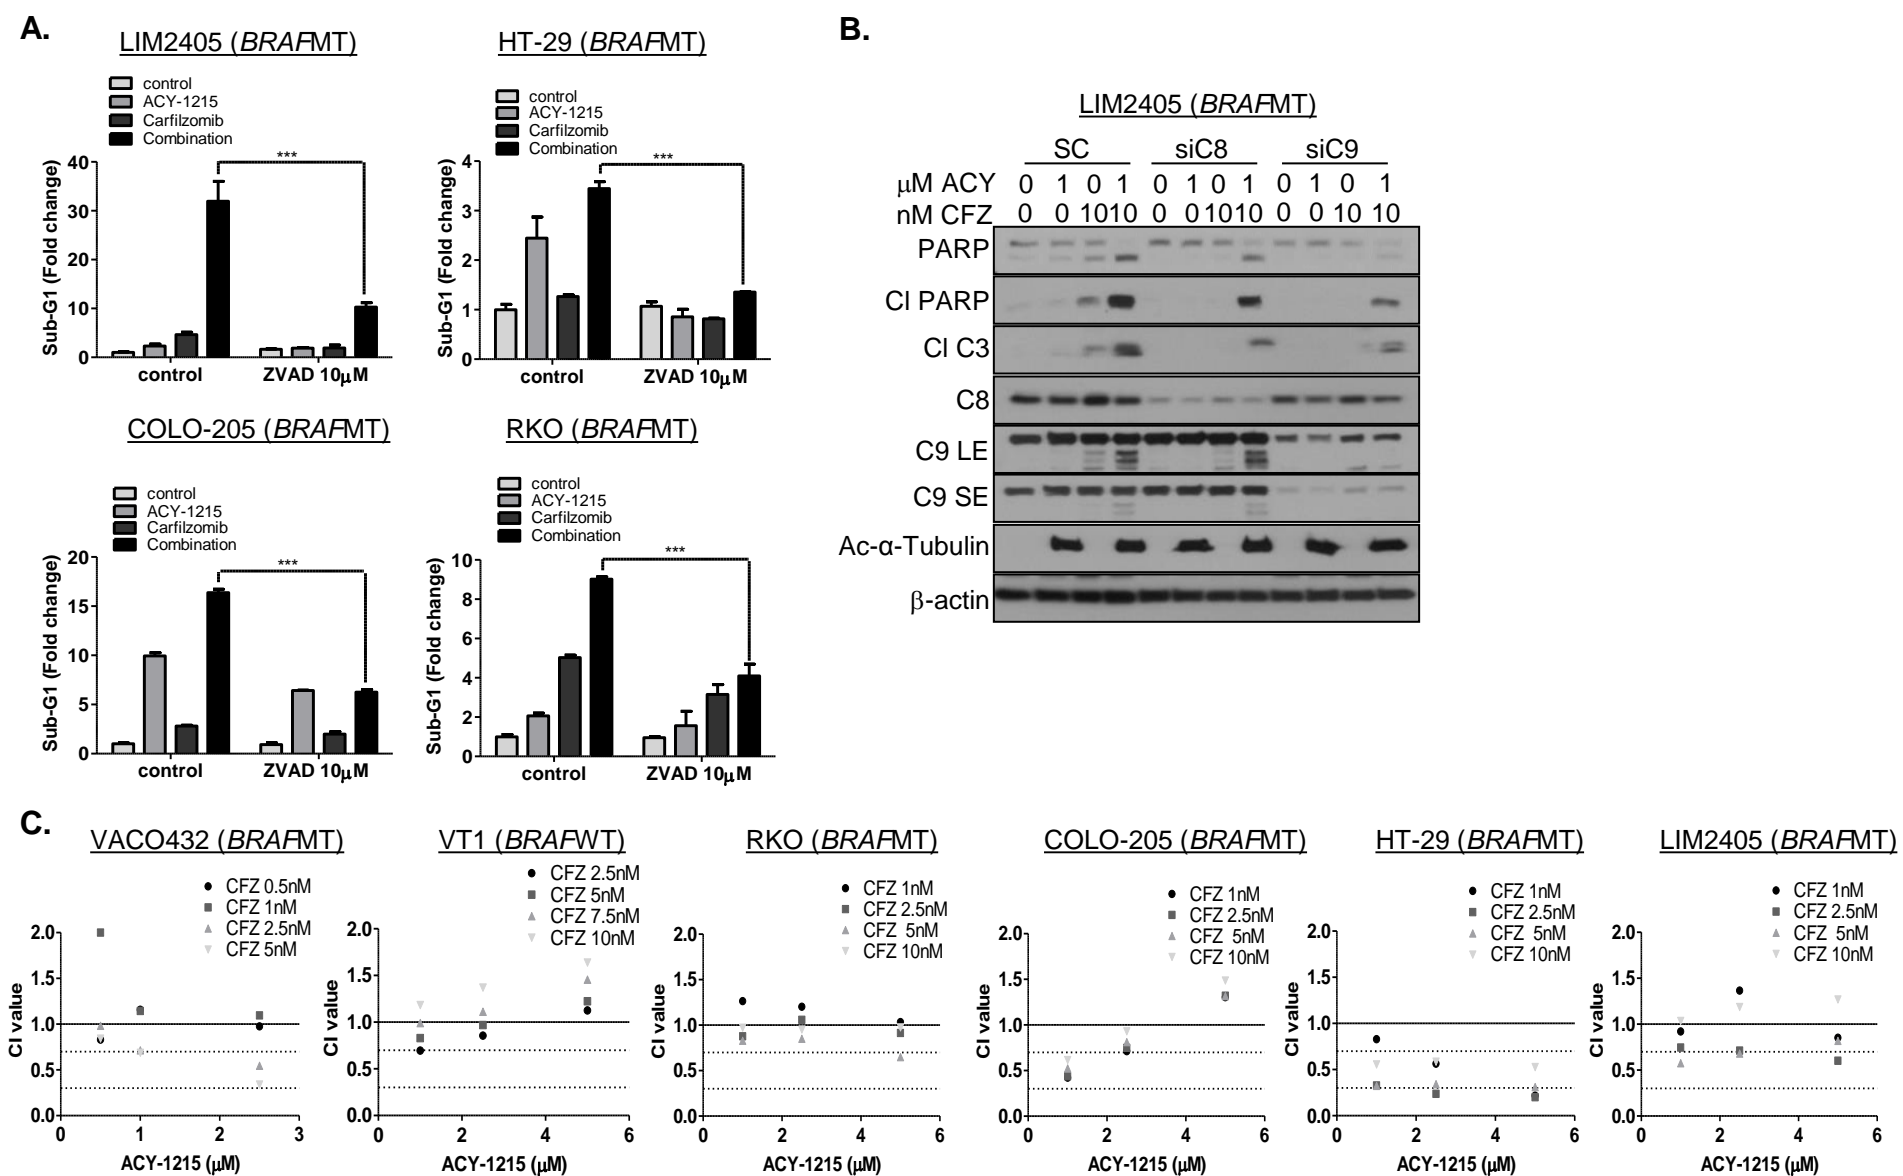 A.
LIM2405 (BRAFMT)
control
ACY-1215
Carfilzomib
Combination
Sub-G1 (Fold change)
40
30
20
10
0
***
control
ZVAD 10μM
HT-29 (BRAFMT)
control
ACY-1215
Carfilzomib
Combination
Sub-G1 (Fold change)
4
3
2
1
0
***
control
ZVAD 10μM
COLO-205 (BRAFMT)
control
ACY-1215
Carfilzomib
Combination
Sub-G1 (Fold change)
20
15
10
5
0
***
control
ZVAD 10μM
RKO (BRAFMT)
control
ACY-1215
Carfilzomib
Combination
Sub-G1 (Fold change)
10
8
6
4
2
0
***
control
ZVAD 10μM
B.
LIM2405 (BRAFMT)
SC siC8 siC9
μM ACY 0 1 0 1 0 1 0 1 0 1 0 1
nM CFZ 0 0 10 10 0 0 10 10 0 0 10 10
PARP
Cl PARP
Cl C3
C8
C9 LE
C9 SE
Ac-α-Tubulin
β-actin
C.
VACO432 (BRAFMT)
CFZ 0.5nM
CFZ 1nM
CFZ 2.5nM
CFZ 5nM
CI value
2.0
1.5
1.0
0.5
0.0
0 1 2 3
ACY-1215 (μM)
VT1 (BRAFWT)
CFZ 2.5nM
CFZ 5nM
CFZ 7.5nM
CFZ 10nM
CI value
2.0
1.5
1.0
0.5
0.0
0 2 4 6
ACY-1215 (μM)
RKO (BRAFMT)
CFZ 1nM
CFZ 2.5nM
CFZ 5nM
CFZ 10nM
CI value
2.0
1.5
1.0
0.5
0.0
0 2 4 6
ACY-1215 (μM)
COLO-205 (BRAFMT)
CFZ 1nM
CFZ 2.5nM
CFZ 5nM
CFZ 10nM
CI value
2.0
1.5
1.0
0.5
0.0
0 2 4 6
ACY-1215 (μM)
HT-29 (BRAFMT)
CFZ 1nM
CFZ 2.5nM
CFZ 5nM
CFZ 10nM
CI value
2.0
1.5
1.0
0.5
0.0
0 2 4 6
ACY-1215 (μM)
LIM2405 (BRAFMT)
CFZ 1nM
CFZ 2.5nM
CFZ 5nM
CFZ 10nM
CI value
2.0
1.5
1.0
0.5
0.0
0 2 4 6
ACY-1215 (μM)